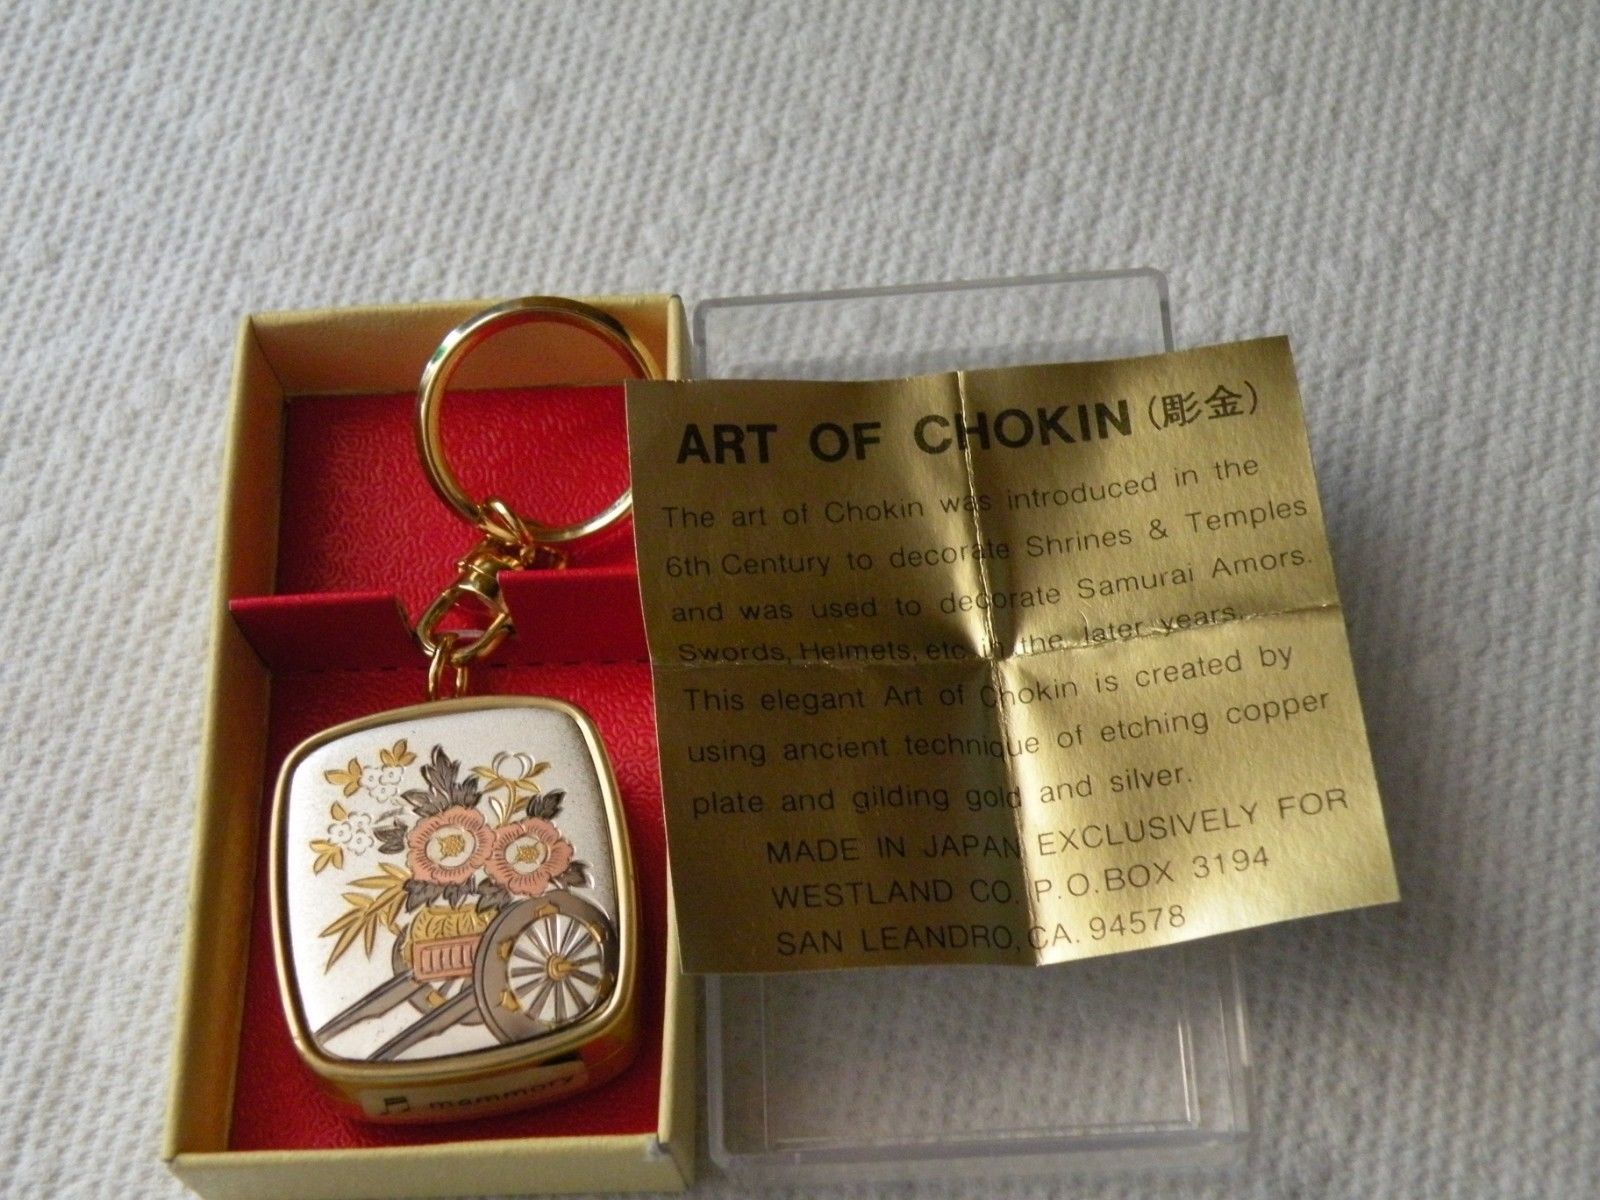 ART OF CHOKIN (彫金)
The art of Chokin was introduced in the
6th Century to decorate Shrines & Temples
and was used to decorate Samurai Amors.
Swords, Helmets, etc. in the later years.
This elegant Art of Chokin is created by
using ancient technique of etching copper
plate and gilding gold and silver.
MADE IN JAPAN EXCLUSIVELY FOR
WESTLAND CO. P.O.BOX 3194
SAN LEANDRO, CA. 94578
mammory